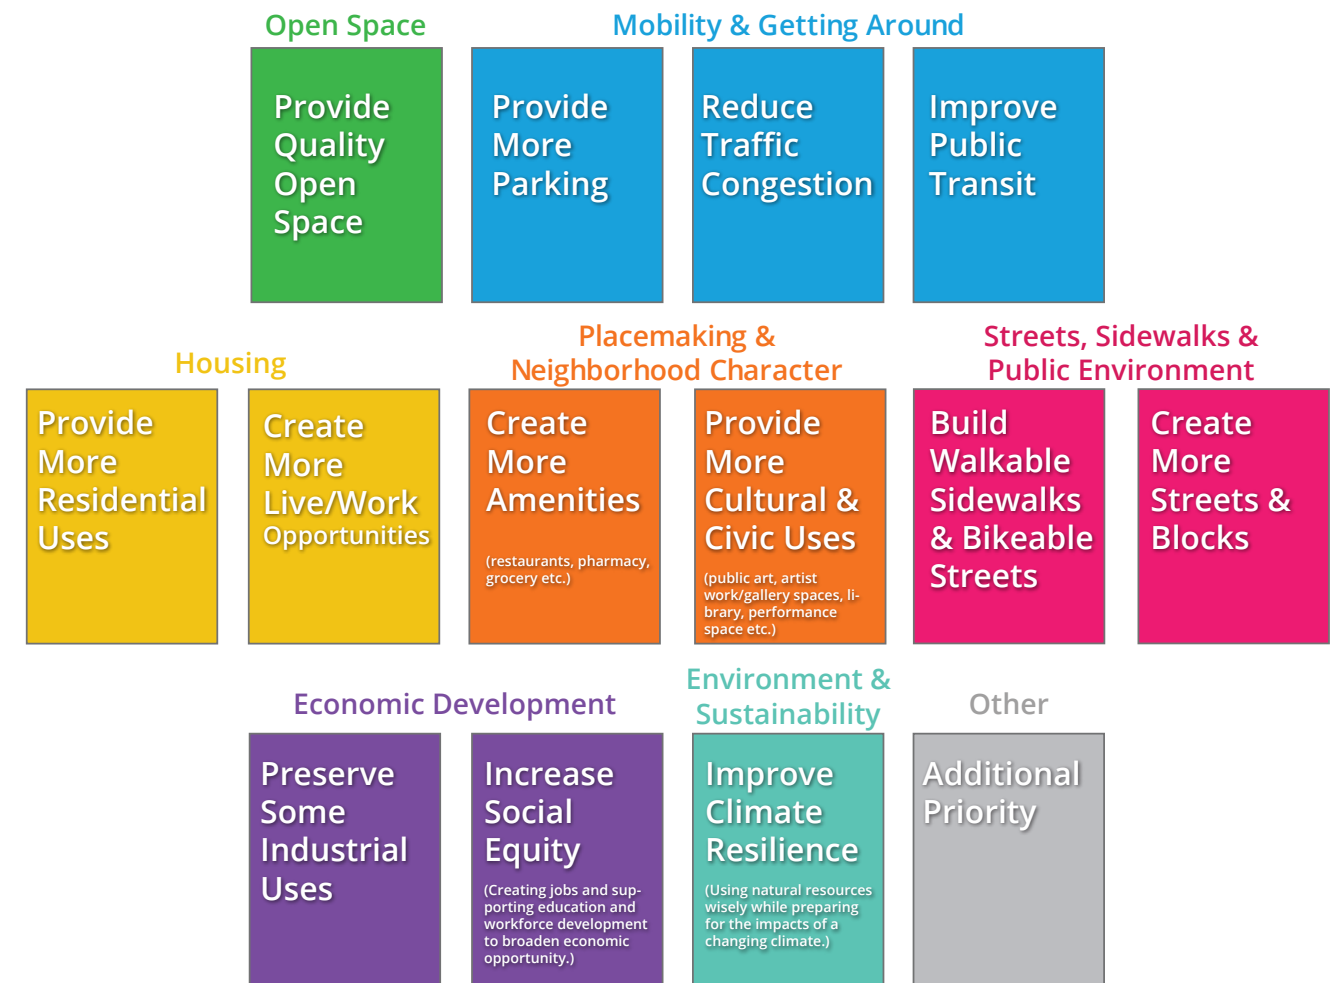 Open Space
Mobility & Getting Around
Provide
Quality
Open
Space
Provide
More
Parking
Reduce
Traffic
Congestion
Improve
Public
Transit
Housing
Placemaking &
Neighborhood Character
Streets, Sidewalks &
Public Environment
Provide
More
Residential
Uses
Create
More
Live/Work
Opportunities
Create
More
Amenities
(restaurants, pharmacy,
grocery etc.)
Provide
More
Cultural &
Civic Uses
(public art, artist
work/gallery spaces, li-
brary, performance
space etc.)
Build
Walkable
Sidewalks
& Bikeable
Streets
Create
More
Streets &
Blocks
Economic Development
Environment &
Sustainability
Other
Preserve
Some
Industrial
Uses
Increase
Social
Equity
(Creating jobs and sup-
porting education and
workforce development
to broaden economic
opportunity.)
Improve
Climate
Resilience
(Using natural resources
wisely while preparing
for the impacts of a
changing climate.)
Additional
Priority